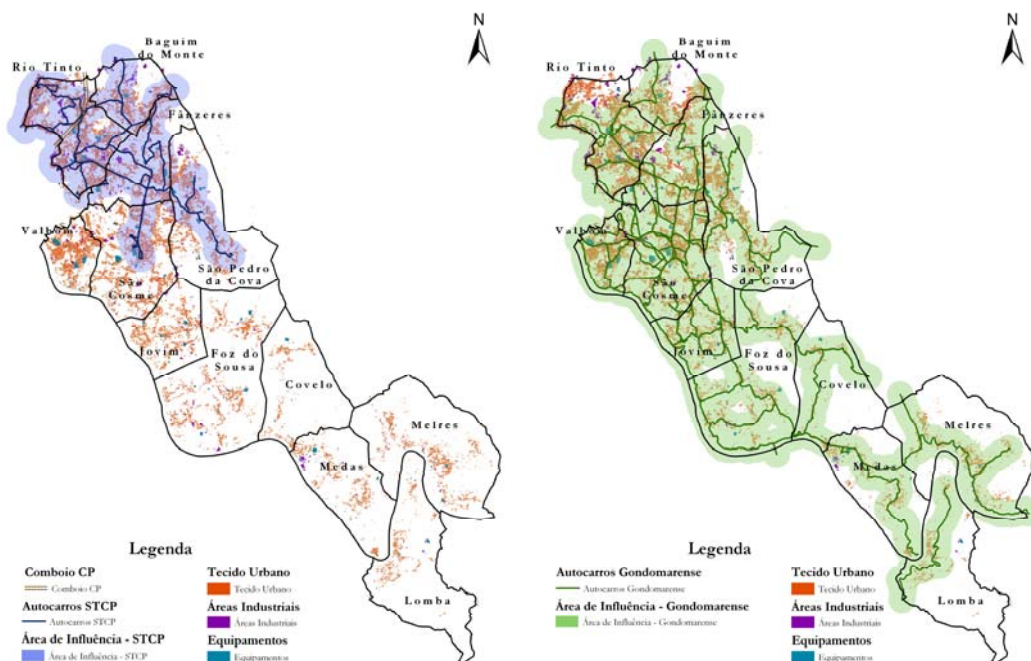 N
Baguim
do Monte
Rio Tinto
Fânzeres
Valbom
São Pedro
da Cova
São
Cosme
Jovim
Foz do
Sousa
Covelo
Melres
Medas
Lomba
Legenda
Comboio CP
Comboio CP
Autocarros STCP
Autocarros STCP
Área de Influência - STCP
Área de Influência - STCP
Tecido Urbano
Tecido Urbano
Áreas Industriais
Áreas Industriais
Equipamentos
Equipamentos
N
Baguim
do Monte
Rio Tinto
Fânzeres
Valbom
São Pedro
da Cova
São
Cosme
Jovim
Foz do
Sousa
Covelo
Melres
Medas
Lomba
Legenda
Autocarros Gondomarense
Autocarros Gondomarense
Área de Influência - Gondomarense
Área de Influência - Gondomarense
Tecido Urbano
Tecido Urbano
Áreas Industriais
Áreas Industriais
Equipamentos
Equipamentos